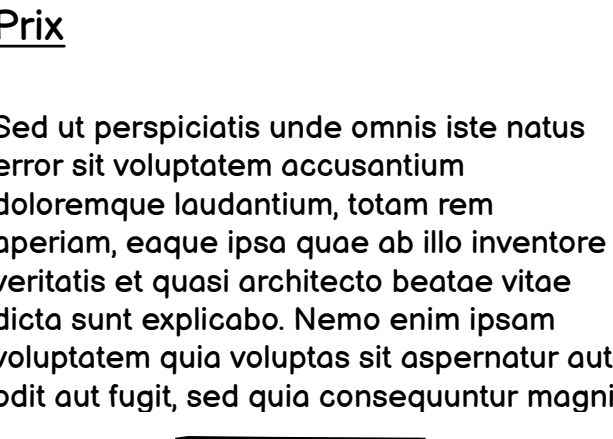 Prix
Sed ut perspiciatis unde omnis iste natus
error sit voluptatem accusantium
doloremque laudantium, totam rem
aperiam, eaque ipsa quae ab illo inventore
veritatis et quasi architecto beatae vitae
dicta sunt explicabo. Nemo enim ipsam
voluptatem quia voluptas sit aspernatur aut
odit aut fugit, sed quia consequuntur magni